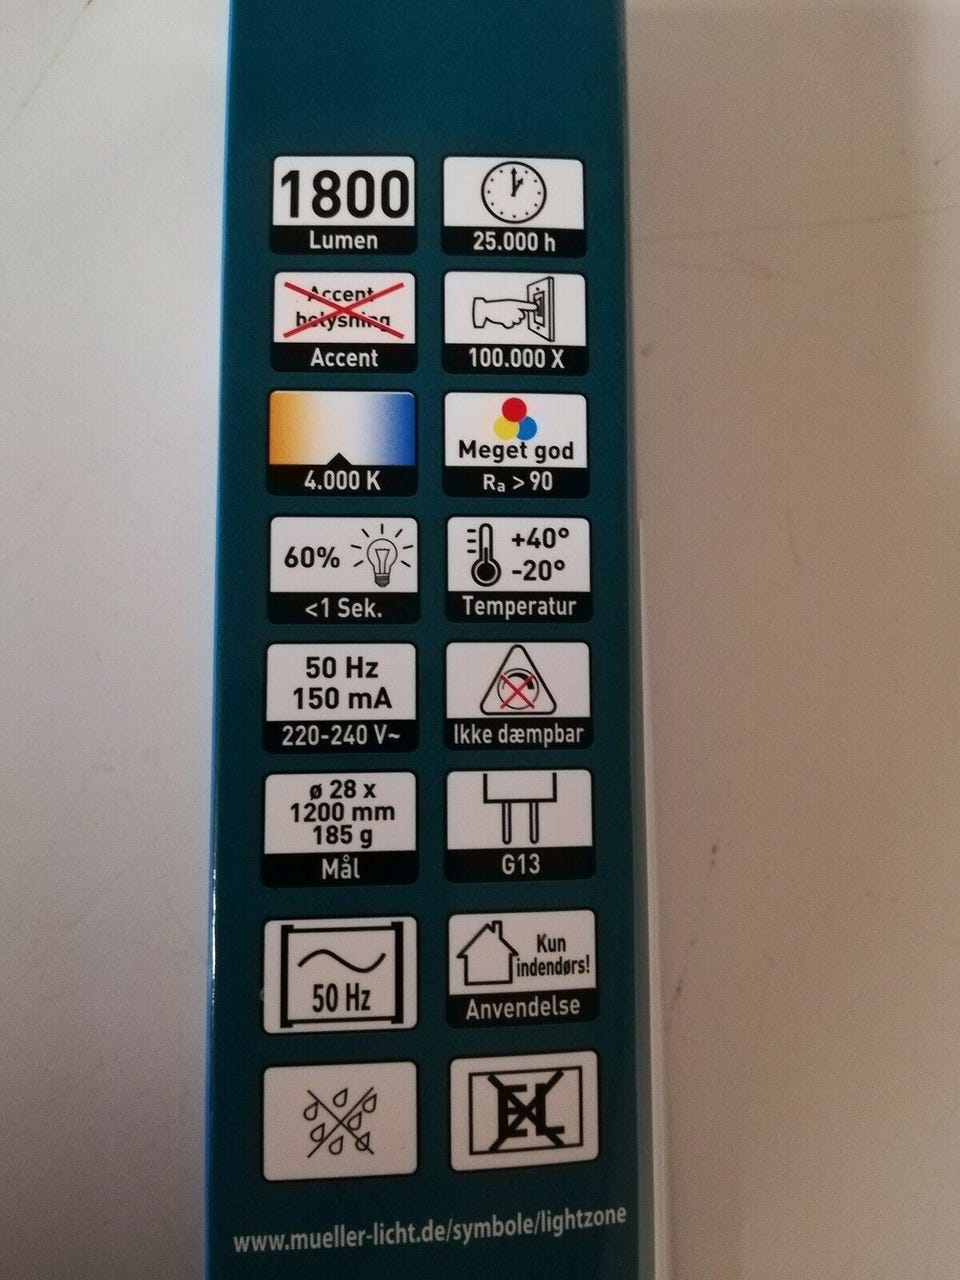 1800
Lumen
25.000 h
Accent
belysning
Accent
100.000 X
4.000 K
Meget god
Ra > 90
60%
<1 Sek.
+40°
-20°
Temperatur
50 Hz
150 mA
220-240 V~
Ikke dæmpbar
ø 28 x
1200 mm
185 g
Mål
G13
50 Hz
Kun
indendørs!
Anvendelse
EL
www.mueller-licht.de/symbole/lightzone